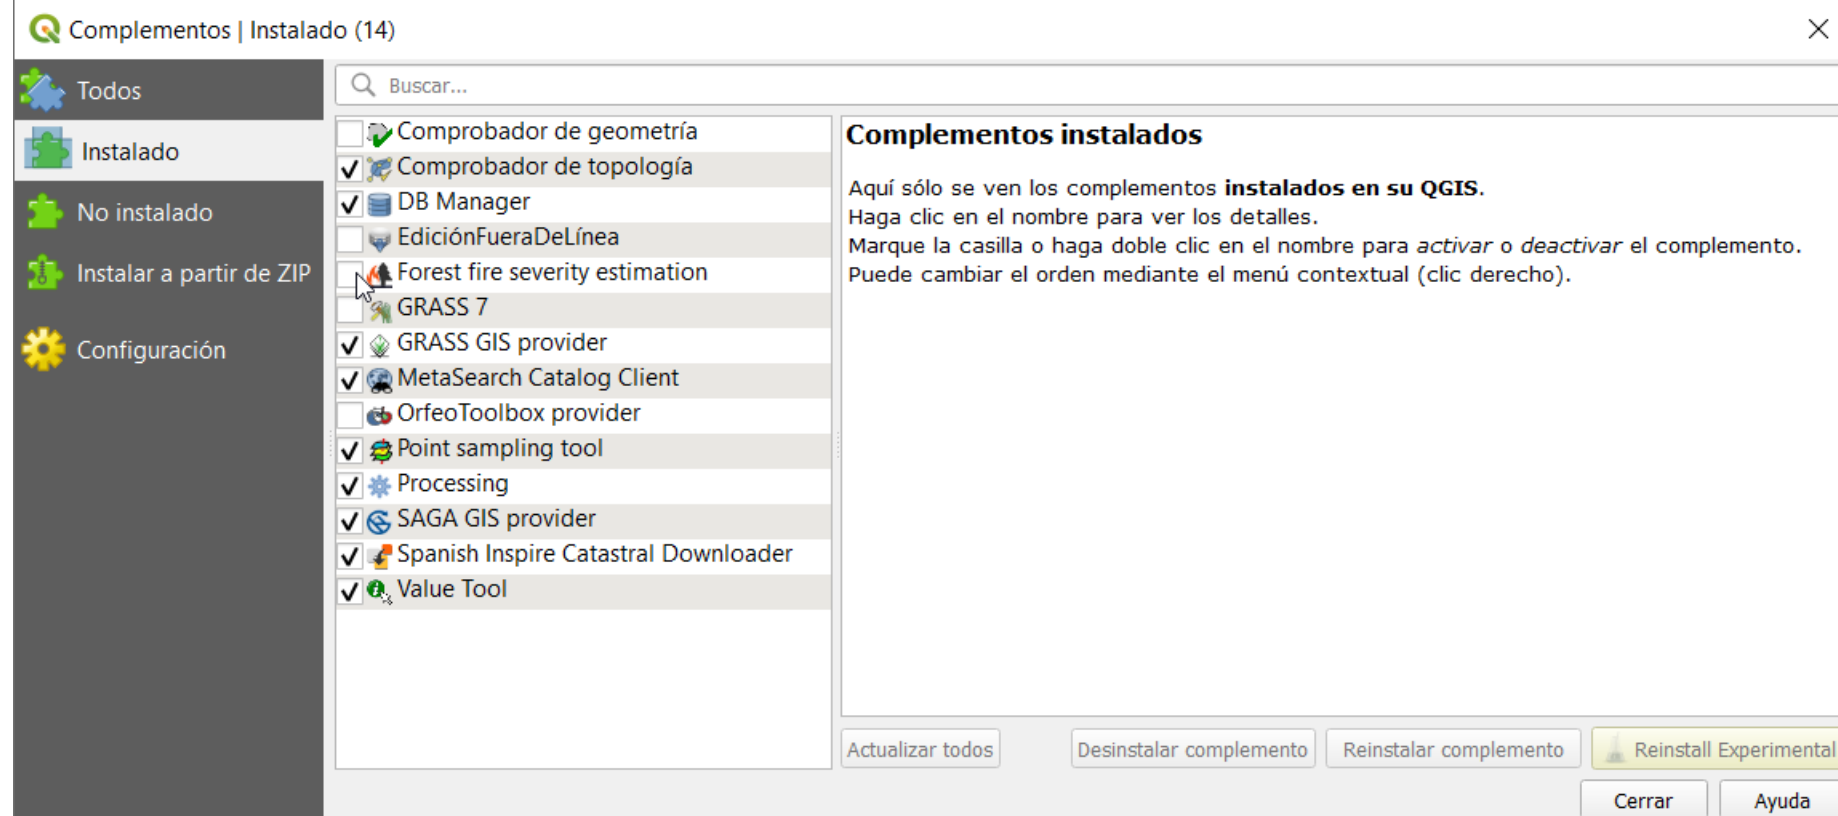 Complementos | Instalado (14)
Todos
Instalado
No instalado
Instalar a partir de ZIP
Configuración
Buscar...
Comprobador de geometría
Comprobador de topología
DB Manager
EdiciónFueraDeLínea
Forest fire severity estimation
GRASS 7
GRASS GIS provider
MetaSearch Catalog Client
OrfeoToolbox provider
Point sampling tool
Processing
SAGA GIS provider
Spanish Inspire Catastral Downloader
Value Tool
Complementos instalados
Aquí sólo se ven los complementos instalados en su QGIS.
Haga clic en el nombre para ver los detalles.
Marque la casilla o haga doble clic en el nombre para activar o deactivar el complemento.
Puede cambiar el orden mediante el menú contextual (clic derecho).
Actualizar todos
Desinstalar complemento
Reinstalar complemento
Reinstall Experimental
Cerrar
Ayuda